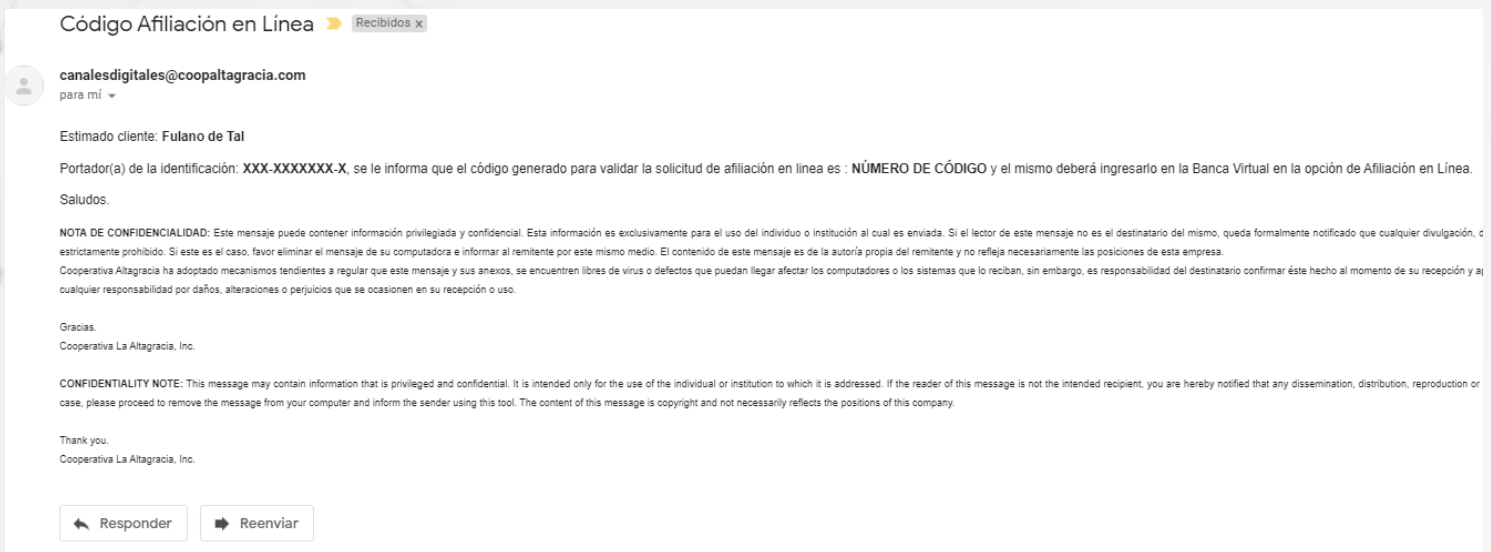 Código Afiliación en Línea Recibidos x
canalesdigitales@coopaltagracia.com
para mí
Estimado cliente: Fulano de Tal
Portador(a) de la identificación: XXX-XXXXXXX-X, se le informa que el código generado para validar la solicitud de afiliación en linea es : NÚMERO DE CÓDIGO y el mismo deberá ingresarlo en la Banca Virtual en la opción de Afiliación en Línea.
Saludos.
NOTA DE CONFIDENCIALIDAD: Este mensaje puede contener información privilegiada y confidencial. Esta información es exclusivamente para el uso del individuo o institución al cual es enviada. Si el lector de este mensaje no es el destinatario del mismo, queda formalmente notificado que cualquier divulgación,
estrictamente prohibido. Si este es el caso, favor eliminar el mensaje de su computadora e informar al remitente por este mismo medio. El contenido de este mensaje es de la autoría propia del remitente y no refleja necesariamente las posiciones de esta empresa.
Cooperativa Altagracia ha adoptado mecanismos tendientes a regular que este mensaje y sus anexos, se encuentren libres de virus o defectos que puedan llegar afectar los computadores o los sistemas que lo reciban, sin embargo, es responsabilidad del destinatario confirmar éste hecho al momento de su recepción y
cualquier responsabilidad por daños, alteraciones o perjuicios que se ocasionen en su recepción o uso.
Gracias.
Cooperativa La Altagracia, Inc.
CONFIDENTIALITY NOTE: This message may contain information that is privileged and confidential. It is intended only for the use of the individual or institution to which it is addressed. If the reader of this message is not the intended recipient, you are hereby notified that any dissemination, distribution, reproduction or
case, please proceed to remove the message from your computer and inform the sender using this tool. The content of this message is copyright and not necessarily reflects the positions of this company.
Thank you.
Cooperativa La Altagracia, Inc.
Responder Reenviar